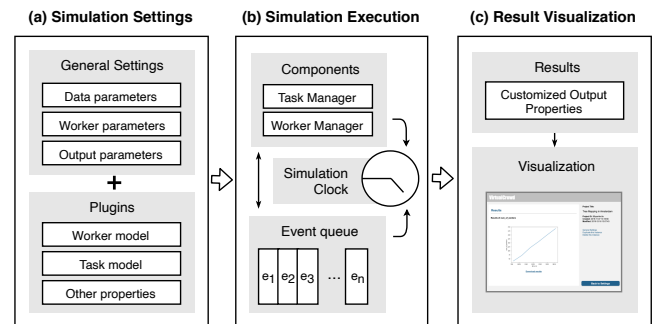 (a) Simulation Settings
General Settings
Data parameters
Worker parameters
Output parameters
+
Plugins
Worker model
Task model
Other properties
(b) Simulation Execution
Components
Task Manager
Worker Manager
Simulation
Clock
Event queue
e1 e2 e3 ... en
(c) Result Visualization
Results
Customized Output
Properties
Visualization
Results